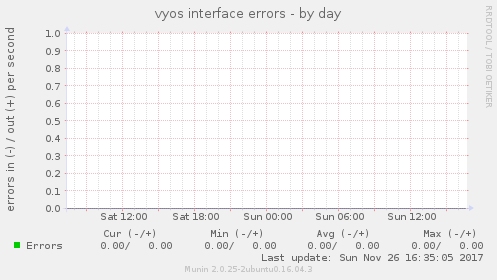 vyos interface errors - by day
RRDTOOL / TOBI OETIKER
errors in (-) / out (+) per second
1.0
0.9
0.8
0.7
0.6
0.5
0.4
0.3
0.2
0.1
0.0
Sat 12:00 Sat 18:00 Sun 00:00 Sun 06:00 Sun 12:00
Cur (-/+) Min (-/+) Avg (-/+) Max (-/+)
Errors 0.00/ 0.00 0.00/ 0.00 0.00/ 0.00 0.00/ 0.00
Last update: Sun Nov 26 16:35:05 2017
Munin 2.0.25-2ubuntu0.16.04.3